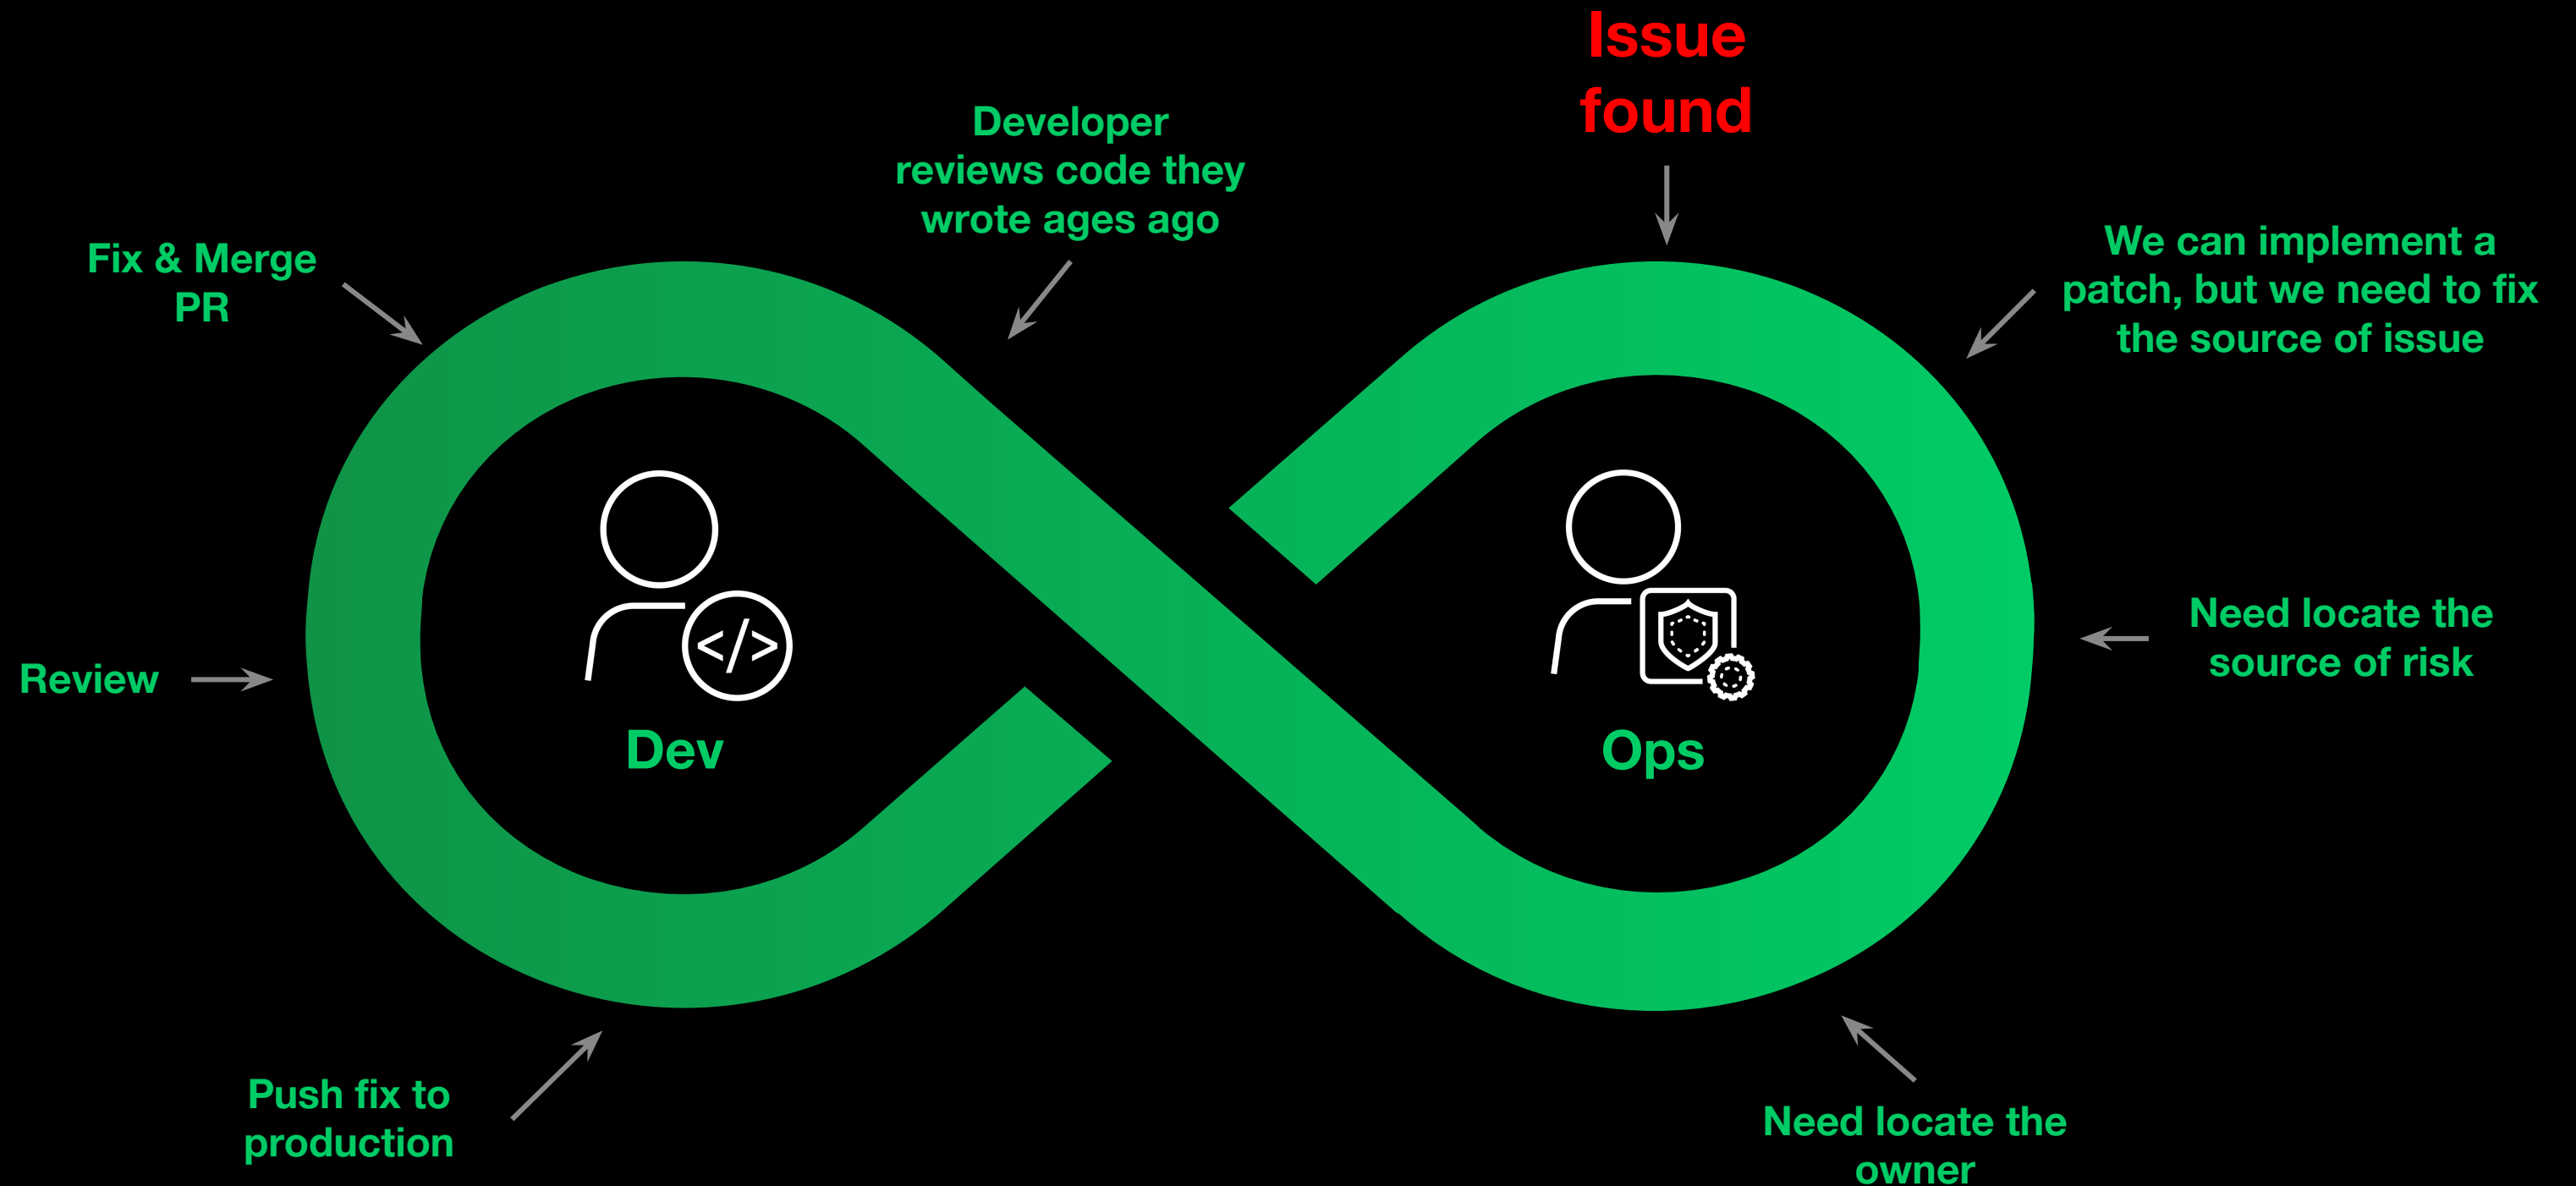 Issue
found
Developer
reviews code they
wrote ages ago
We can implement a
patch, but we need to fix
the source of issue
Fix & Merge
PR
Need locate the
source of risk
Review
</>
Dev
Ops
Push fix to
production
Need locate the
owner